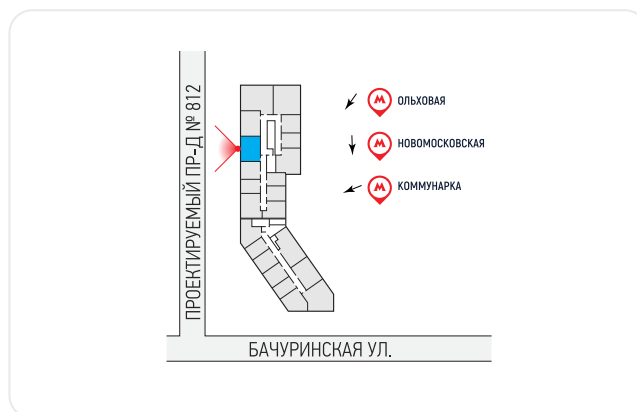 ПРОЕКТИРУЕМЫЙ ПР-Д № 812
М ОЛЬХОВАЯ
М НОВОМОСКОВСКАЯ
М КОММУНАРКА
БАЧУРИНСКАЯ УЛ.